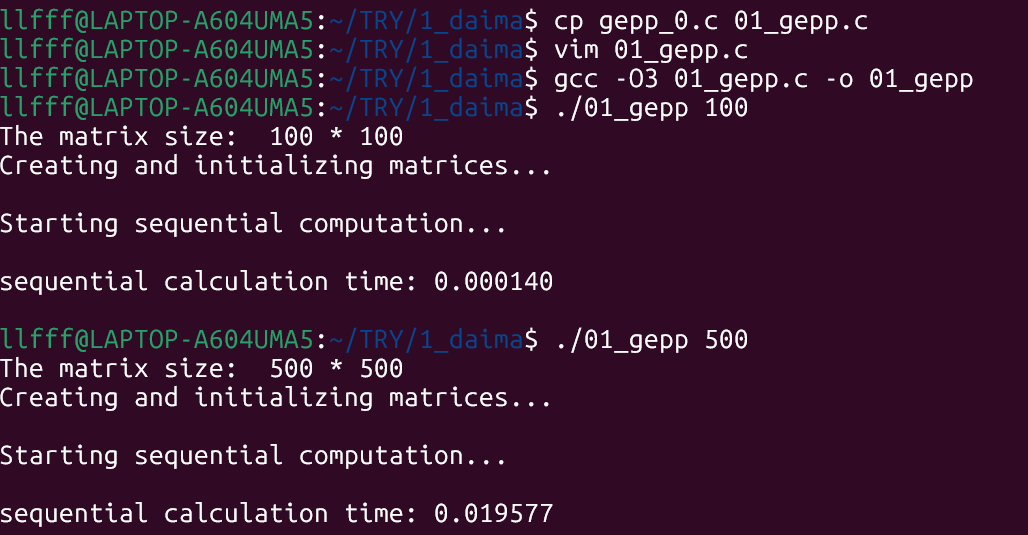 llfff@LAPTOP-A604UMA5:~/TRY/1_daima$ cp gepp_0.c 01_gepp.c
llfff@LAPTOP-A604UMA5:~/TRY/1_daima$ vim 01_gepp.c
llfff@LAPTOP-A604UMA5:~/TRY/1_daima$ gcc -O3 01_gepp.c -o 01_gepp
llfff@LAPTOP-A604UMA5:~/TRY/1_daima$ ./01_gepp 100
The matrix size:  100 * 100
Creating and initializing matrices...
Starting sequential computation...
sequential calculation time: 0.000140
llfff@LAPTOP-A604UMA5:~/TRY/1_daima$ ./01_gepp 500
The matrix size:  500 * 500
Creating and initializing matrices...
Starting sequential computation...
sequential calculation time: 0.019577